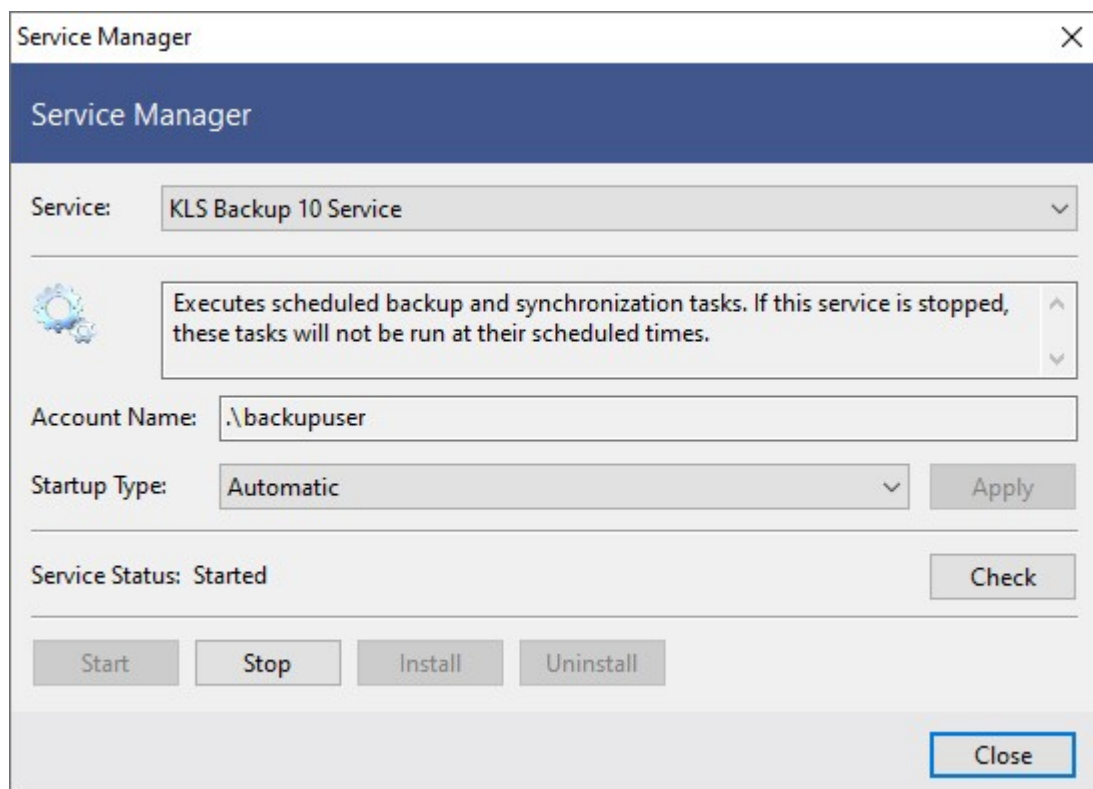 Service Manager
Service Manager
Service: KLS Backup 10 Service
Executes scheduled backup and synchronization tasks. If this service is stopped,
these tasks will not be run at their scheduled times.
Account Name: .\backupuser
Startup Type: Automatic Apply
Service Status: Started Check
Start Stop Install Uninstall
Close